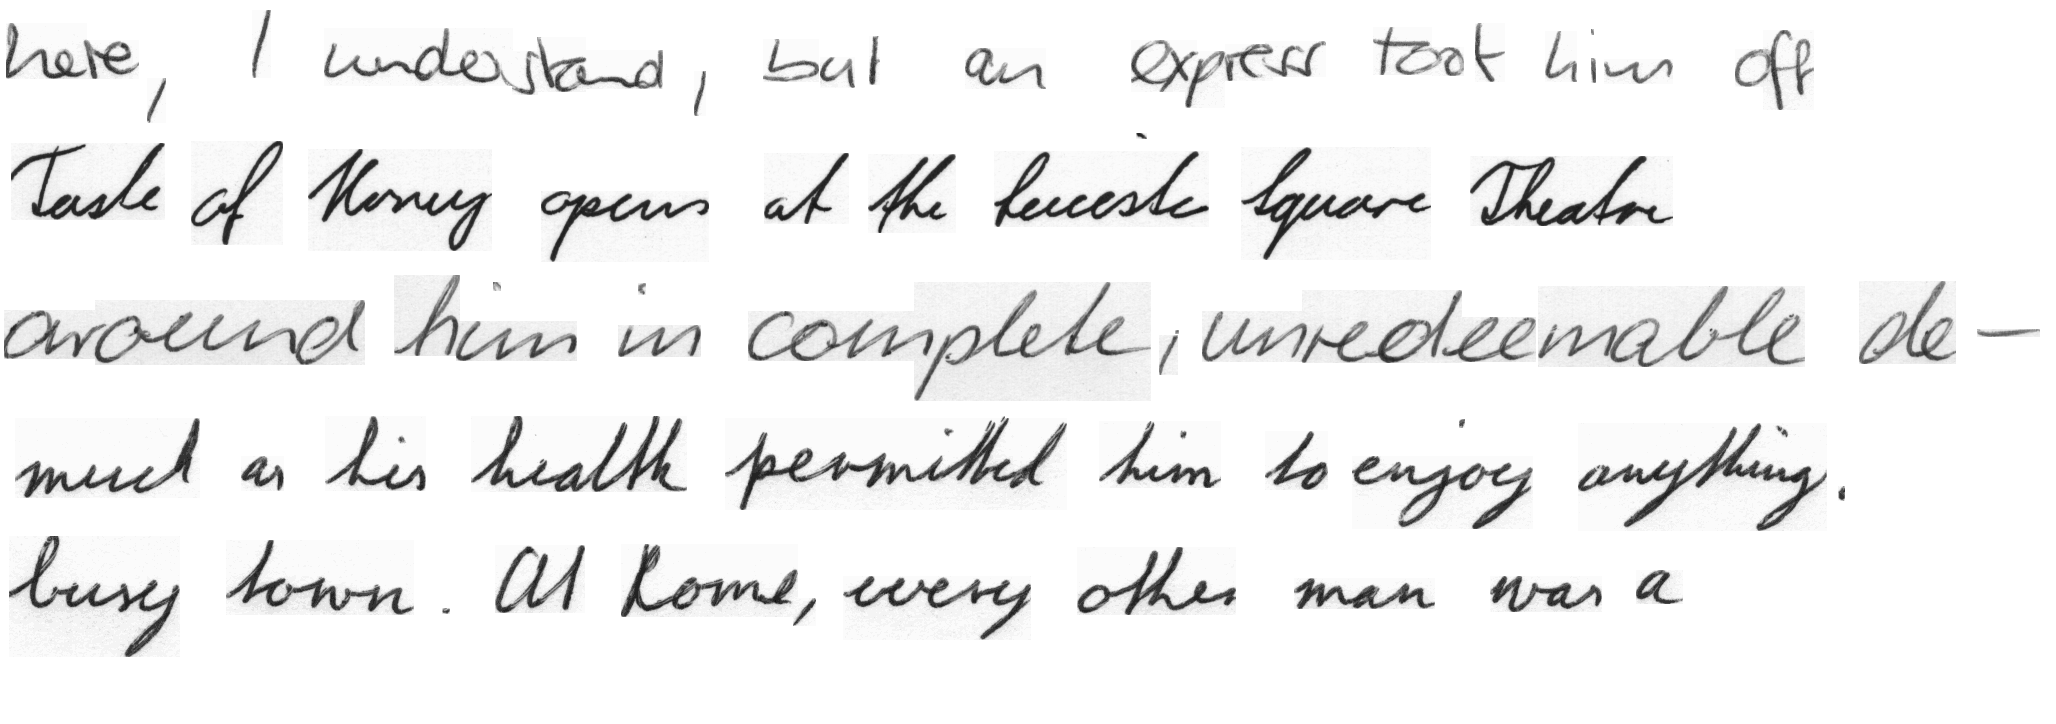 here, I understand, but an express took him off
Taste of Honey opens at the Leicester Square Theatre
around him in complete, unredeemable de-
much as his health permitted him to enjoy anything.
busy town. At Rome, every other man was a